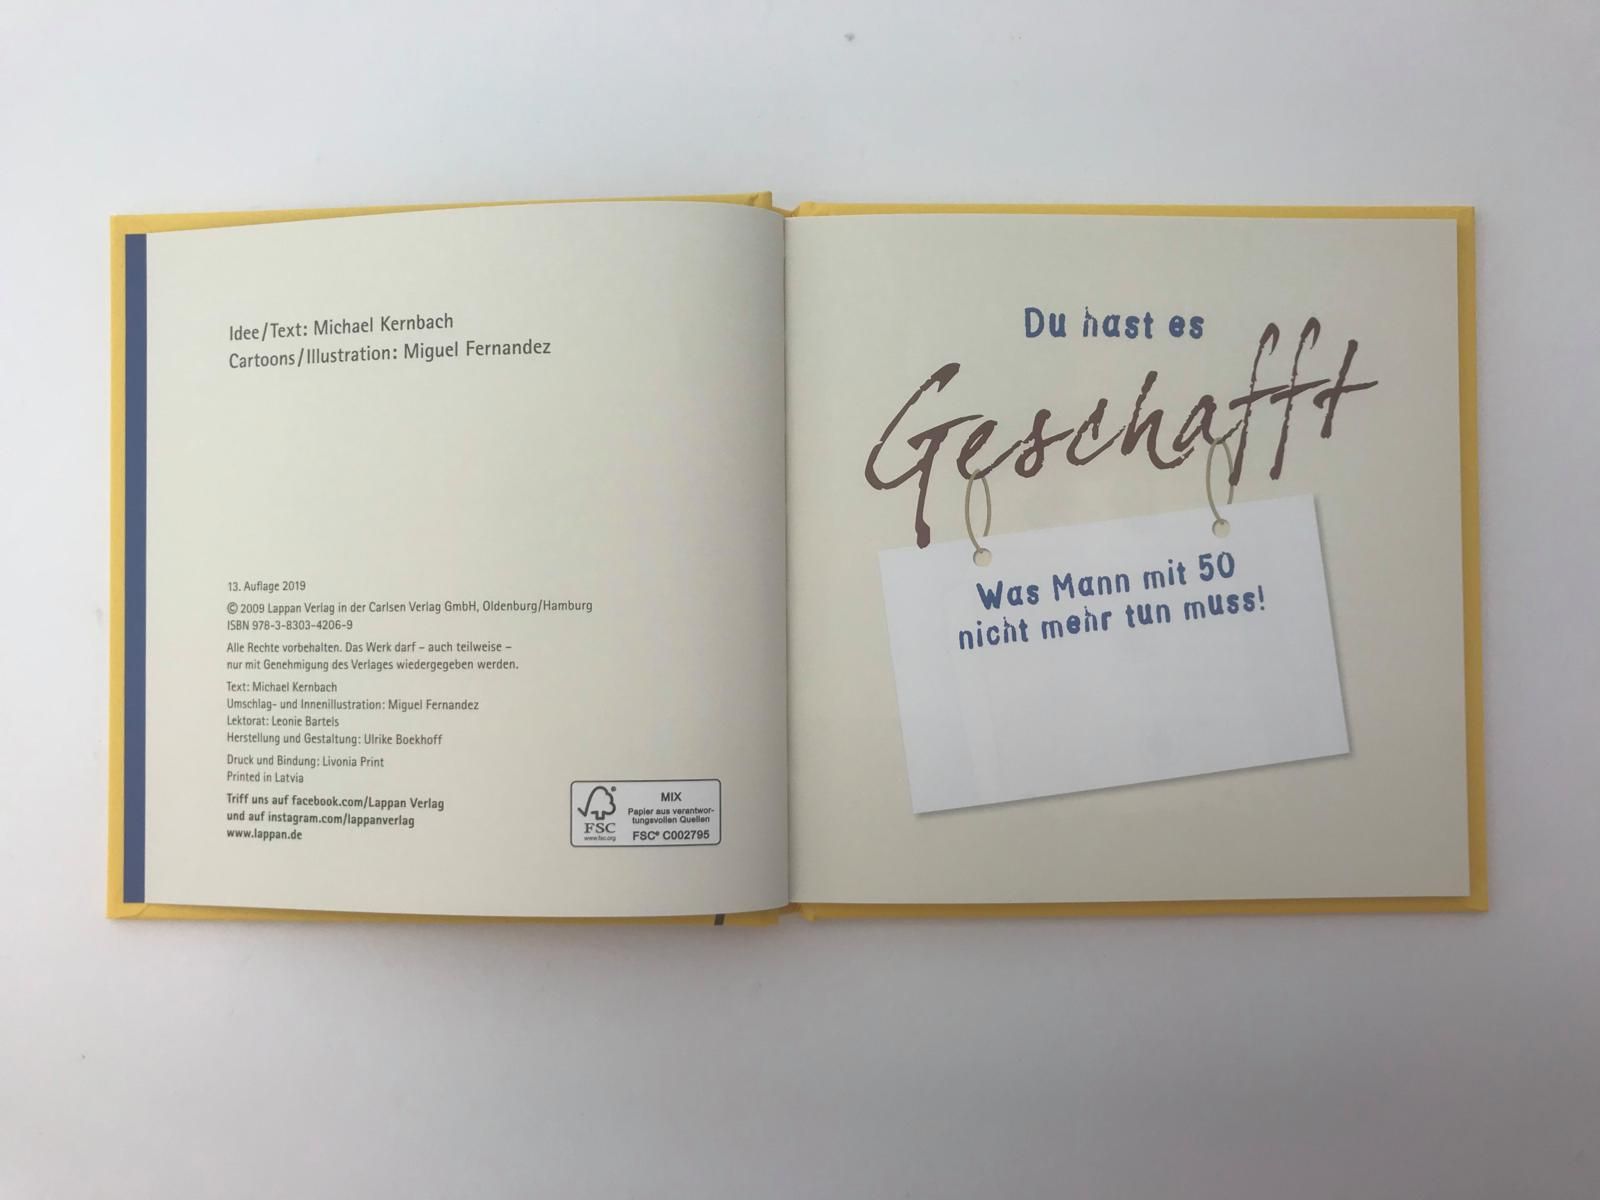 Idee/Text: Michael Kernbach
Cartoons/Illustration: Miguel Fernandez
13. Auflage 2019
© 2009 Lappan Verlag in der Carlsen Verlag GmbH, Oldenburg/Hamburg
ISBN 978-3-8303-4206-9
Alle Rechte vorbehalten. Das Werk darf – auch teilweise –
nur mit Genehmigung des Verlages wiedergegeben werden.
Text: Michael Kernbach
Umschlag- und Innenillustration: Miguel Fernandez
Lektorat: Leonie Bartels
Herstellung und Gestaltung: Ulrike Boekhoff
Druck und Bindung: Livonia Print
Printed in Latvia
Triff uns auf facebook.com/Lappan Verlag
und auf instagram.com/lappanverlag
www.lappan.de
FSC
www.fsc.org
MIX
Papier aus verantwor-
tungsvollen Quellen
FSC® C002795
Du hast es
Geschafft
Was Mann mit 50
nicht mehr tun muss!